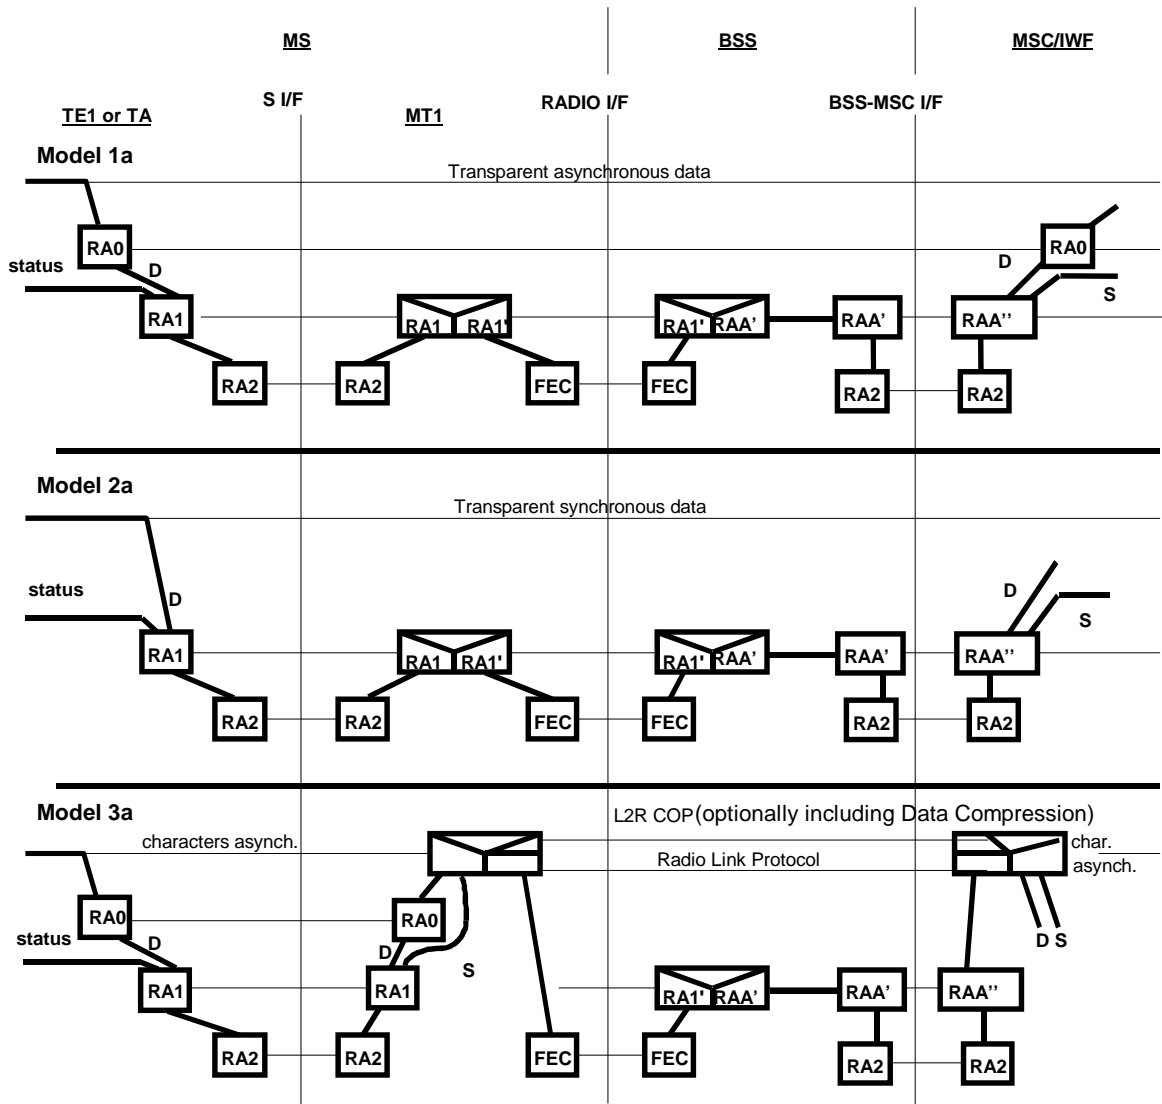 MS BSS MSC/IWF
S I/F RADIO I/F BSS-MSC I/F
TE1 or TA MT1
Model 1a
Transparent asynchronous data
RA0 RA0
status D D
S
RA1 RA1 RA1' RA1' RAA' RAA' RAA''
RA2 RA2 FEC FEC RA2 RA2
Model 2a
Transparent synchronous data
status D D
S
RA1 RA1 RA1' RA1' RAA' RAA' RAA''
RA2 RA2 FEC FEC RA2 RA2
Model 3a
L2R COP(optionally including Data Compression)
characters asynch. char.
Radio Link Protocol asynch.
RA0 RA0
status D D S D S
RA1 RA1 RA1' RAA' RAA' RAA''
RA2 RA2 FEC FEC RA2 RA2